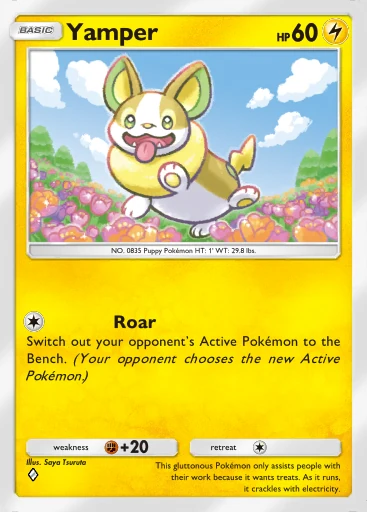 BASIC Yamper HP 60
NO. 0835 Puppy Pokémon HT: 1' WT: 29.8 lbs.
Roar
Switch out your opponent's Active Pokémon to the
Bench. (Your opponent chooses the new Active
Pokémon.)
weakness +20 retreat
Illus. Saya Tsuruta
This gluttonous Pokémon only assists people with
their work because it wants treats. As it runs,
it crackles with electricity.